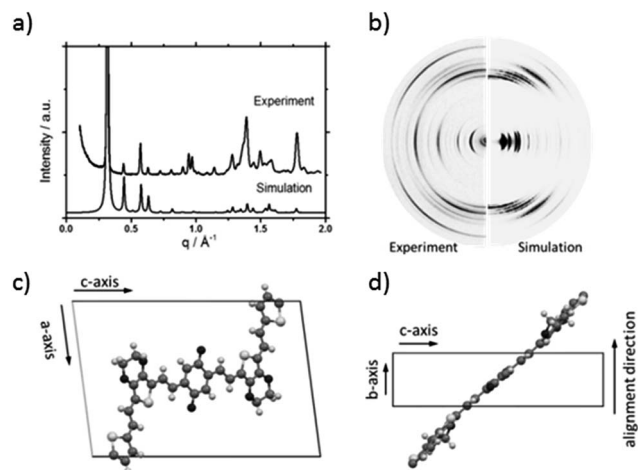 a)
b)
Intensity / a.u.
Experiment
Simulation
0.0 0.5 1.0 1.5 2.0
q / Å⁻¹
Experiment Simulation
c)
c-axis
a-axis
d)
c-axis
b-axis
alignment direction